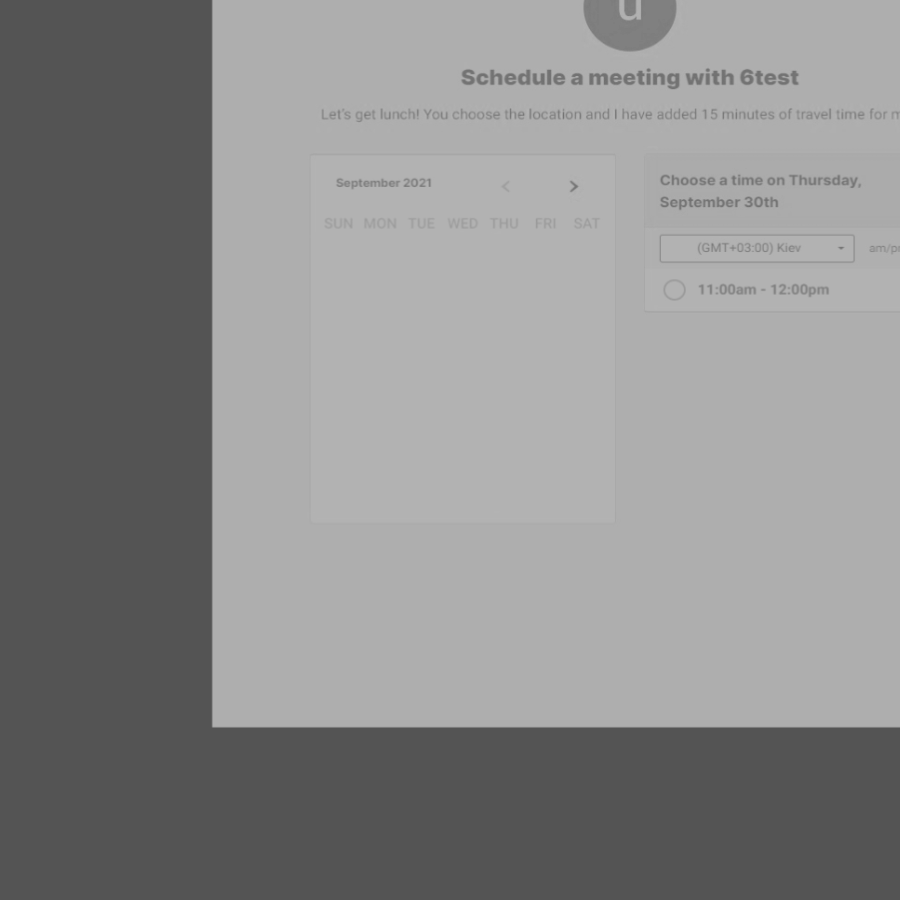 u
Schedule a meeting with 6test
Let's get lunch! You choose the location and I have added 15 minutes of travel time for
September 2021
SUN MON TUE WED THU FRI SAT
Choose a time on Thursday,
September 30th
(GMT+03:00) Kiev
am/p
11:00am - 12:00pm